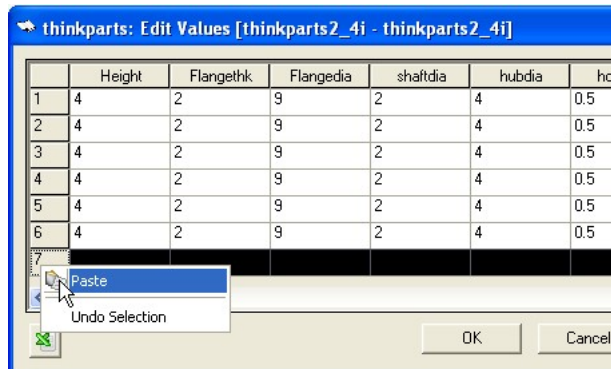 thinkparts: Edit Values [thinkparts2_4i - thinkparts2_4i]
Height Flangethk Flangedia shaftdia hubdia ho
1 4 2 9 2 4 0.5
2 4 2 9 2 4 0.5
3 4 2 9 2 4 0.5
4 4 2 9 2 4 0.5
5 4 2 9 2 4 0.5
6 4 2 9 2 4 0.5
7
Paste
Undo Selection
OK Cancel